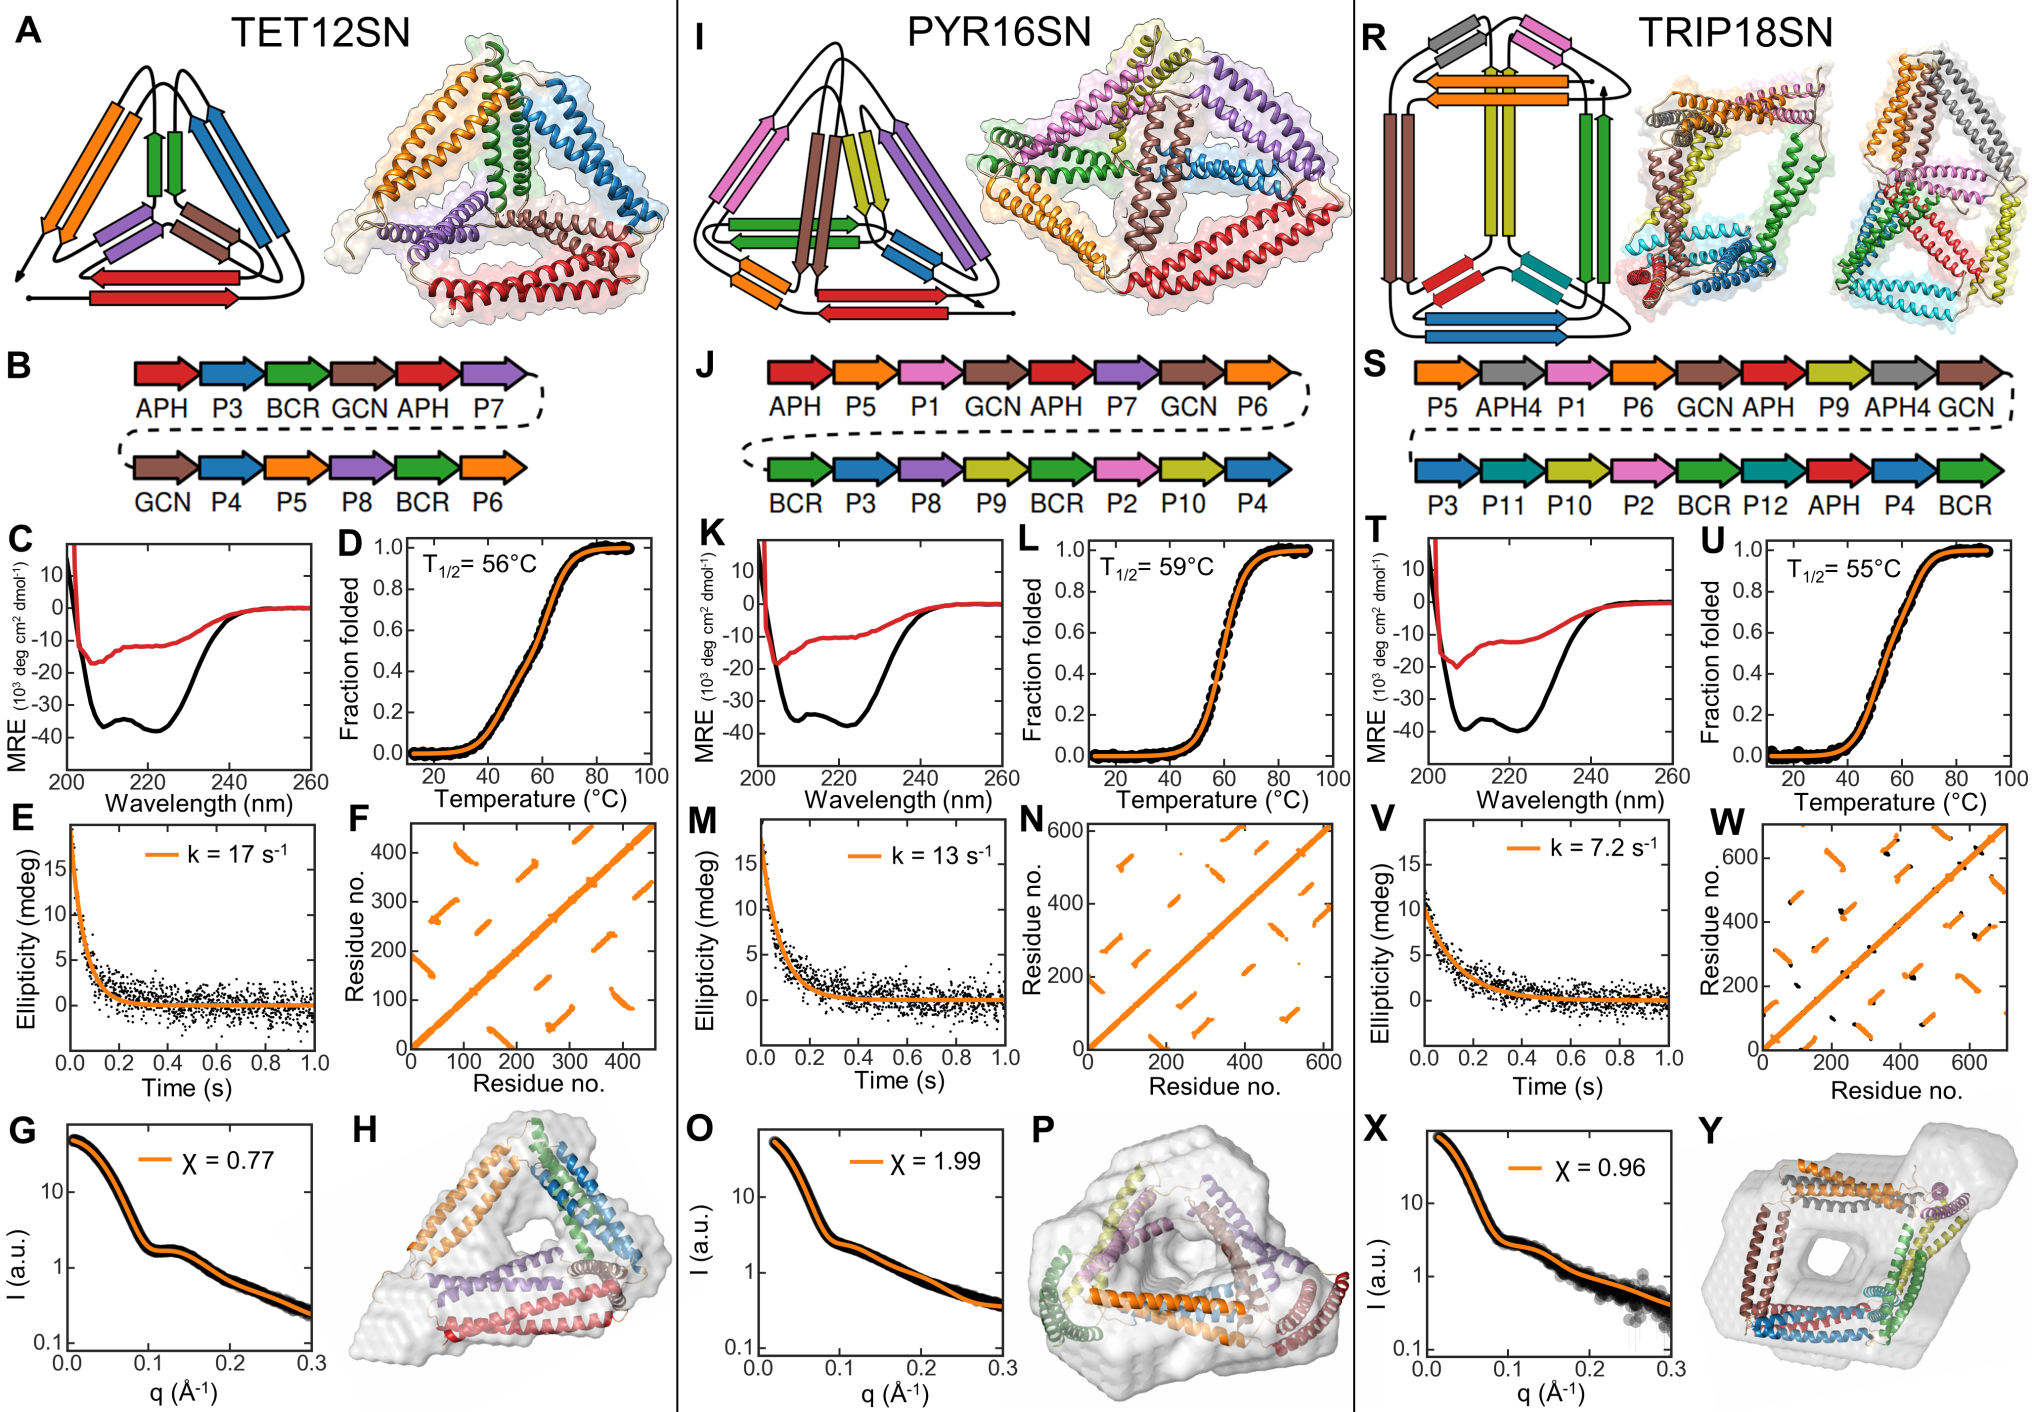 A TET12SN
B
APH P3 BCR GCN APH P7
GCN P4 P5 P8 BCR P6
C
MRE (10³ deg cm² dmol⁻¹)
10
0
-10
-20
-30
-40
200 220 240 260
Wavelength (nm)
D
T1/2= 56°C
Fraction folded
1.0
0.8
0.6
0.4
0.2
0.0
20 40 60 80 100
Temperature (°C)
E
k = 17 s⁻¹
Ellipticity (mdeg)
15
10
5
0
0.0 0.2 0.4 0.6 0.8 1.0
Time (s)
F
Residue no.
400
300
200
100
0
0 100 200 300 400
Residue no.
G
χ = 0.77
I (a.u.)
10
1
0.1
0.0 0.1 0.2 0.3
q (Å⁻¹)
H
I PYR16SN
J
APH P5 P1 GCN APH P7 GCN P6
BCR P3 P8 P9 BCR P2 P10 P4
K
MRE (10³ deg cm² dmol⁻¹)
10
0
-10
-20
-30
-40
200 220 240 260
Wavelength (nm)
L
T1/2= 59°C
Fraction folded
1.0
0.8
0.6
0.4
0.2
0.0
20 40 60 80 100
Temperature (°C)
M
k = 13 s⁻¹
Ellipticity (mdeg)
15
10
5
0
0.0 0.2 0.4 0.6 0.8 1.0
Time (s)
N
Residue no.
600
400
200
0
0 200 400 600
Residue no.
O
χ = 1.99
I (a.u.)
10
1
0.1
0.0 0.1 0.2 0.3
q (Å⁻¹)
P
R TRIP18SN
S
P5 APH4 P1 P6 GCN APH P9 APH4 GCN
P3 P11 P10 P2 BCR P12 APH P4 BCR
T
MRE (10³ deg cm² dmol⁻¹)
10
0
-10
-20
-30
-40
200 220 240 260
Wavelength (nm)
U
T1/2= 55°C
Fraction folded
1.0
0.8
0.6
0.4
0.2
0.0
20 40 60 80 100
Temperature (°C)
V
k = 7.2 s⁻¹
Ellipticity (mdeg)
15
10
5
0
0.0 0.2 0.4 0.6 0.8 1.0
Time (s)
W
Residue no.
600
400
200
0
0 200 400 600
Residue no.
X
χ = 0.96
I (a.u.)
10
1
0.1
0.0 0.1 0.2 0.3
q (Å⁻¹)
Y